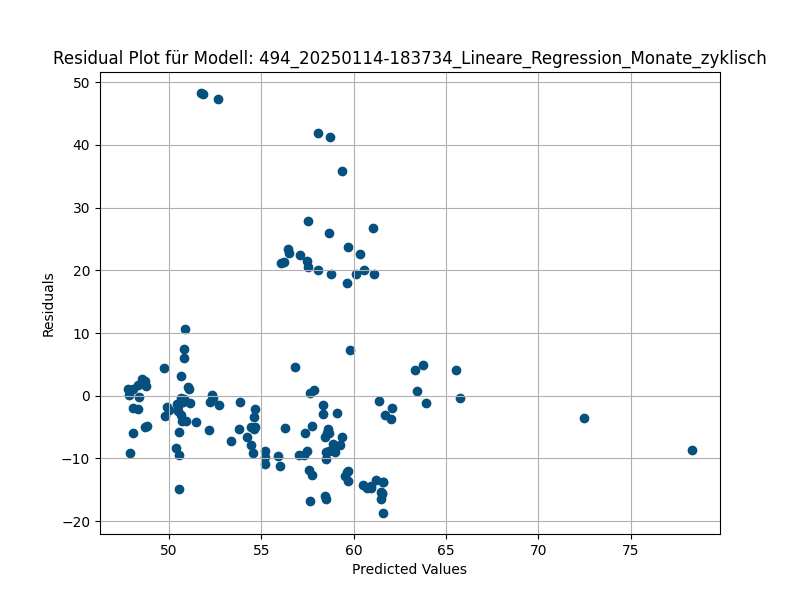 Residual Plot für Modell: 494_20250114-183734_Lineare_Regression_Monate_zyklisch
50
40
30
20
10
0
−10
−20
Residuals
50 55 60 65 70 75
Predicted Values